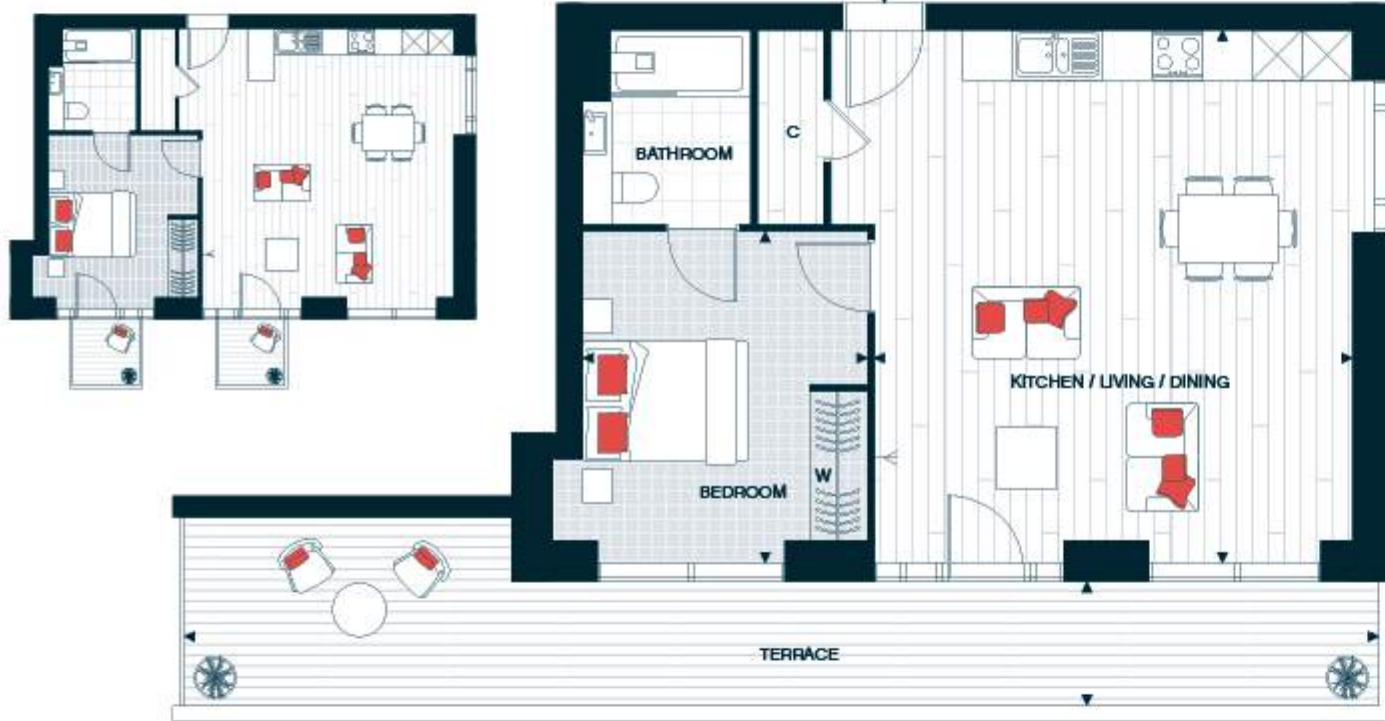 C
BATHROOM
KITCHEN / LIVING / DINING
W
BEDROOM
TERRACE